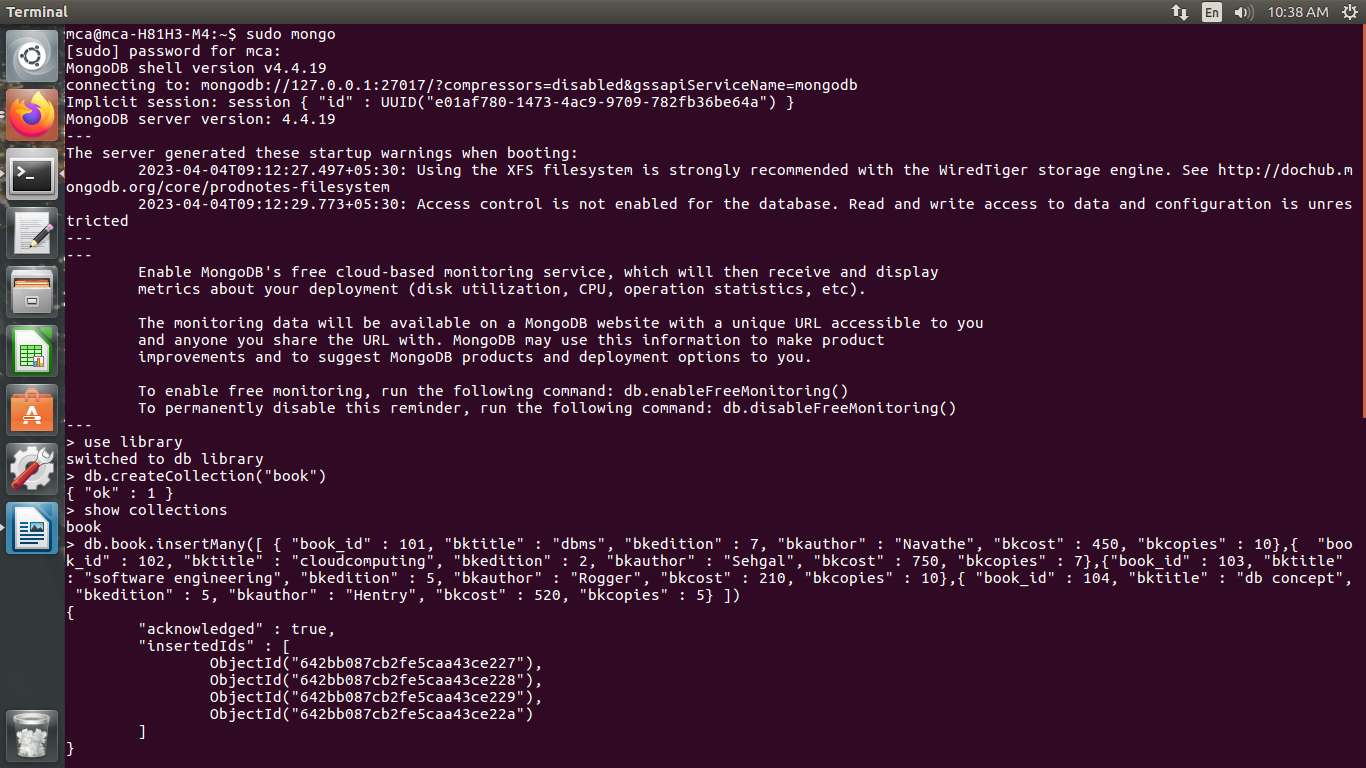 Terminal
En
10:38 AM
mca@mca-H81H3-M4:~$ sudo mongo
[sudo] password for mca:
MongoDB shell version v4.4.19
connecting to: mongodb://127.0.0.1:27017/?compressors=disabled&gssapiServiceName=mongodb
Implicit session: session { "id" : UUID("e01af780-1473-4ac9-9709-782fb36be64a") }
MongoDB server version: 4.4.19
---
The server generated these startup warnings when booting:
        2023-04-04T09:12:27.497+05:30: Using the XFS filesystem is strongly recommended with the WiredTiger storage engine. See http://dochub.m
ongodb.org/core/prodnotes-filesystem
        2023-04-04T09:12:29.773+05:30: Access control is not enabled for the database. Read and write access to data and configuration is unres
tricted
---
---
        Enable MongoDB's free cloud-based monitoring service, which will then receive and display
        metrics about your deployment (disk utilization, CPU, operation statistics, etc).

        The monitoring data will be available on a MongoDB website with a unique URL accessible to you
        and anyone you share the URL with. MongoDB may use this information to make product
        improvements and to suggest MongoDB products and deployment options to you.

        To enable free monitoring, run the following command: db.enableFreeMonitoring()
        To permanently disable this reminder, run the following command: db.disableFreeMonitoring()
---
> use library
switched to db library
> db.createCollection("book")
{ "ok" : 1 }
> show collections
book
> db.book.insertMany([ { "book_id" : 101, "bktitle" : "dbms", "bkedition" : 7, "bkauthor" : "Navathe", "bkcost" : 450, "bkcopies" : 10},{  "boo
k_id" : 102, "bktitle" : "cloudcomputing", "bkedition" : 2, "bkauthor" : "Sehgal", "bkcost" : 750, "bkcopies" : 7},{"book_id" : 103, "bktitle"
: "software engineering", "bkedition" : 5, "bkauthor" : "Rogger", "bkcost" : 210, "bkcopies" : 10},{ "book_id" : 104, "bktitle" : "db concept",
 "bkedition" : 5, "bkauthor" : "Hentry", "bkcost" : 520, "bkcopies" : 5} ])
{
        "acknowledged" : true,
        "insertedIds" : [
                ObjectId("642bb087cb2fe5caa43ce227"),
                ObjectId("642bb087cb2fe5caa43ce228"),
                ObjectId("642bb087cb2fe5caa43ce229"),
                ObjectId("642bb087cb2fe5caa43ce22a")
        ]
}